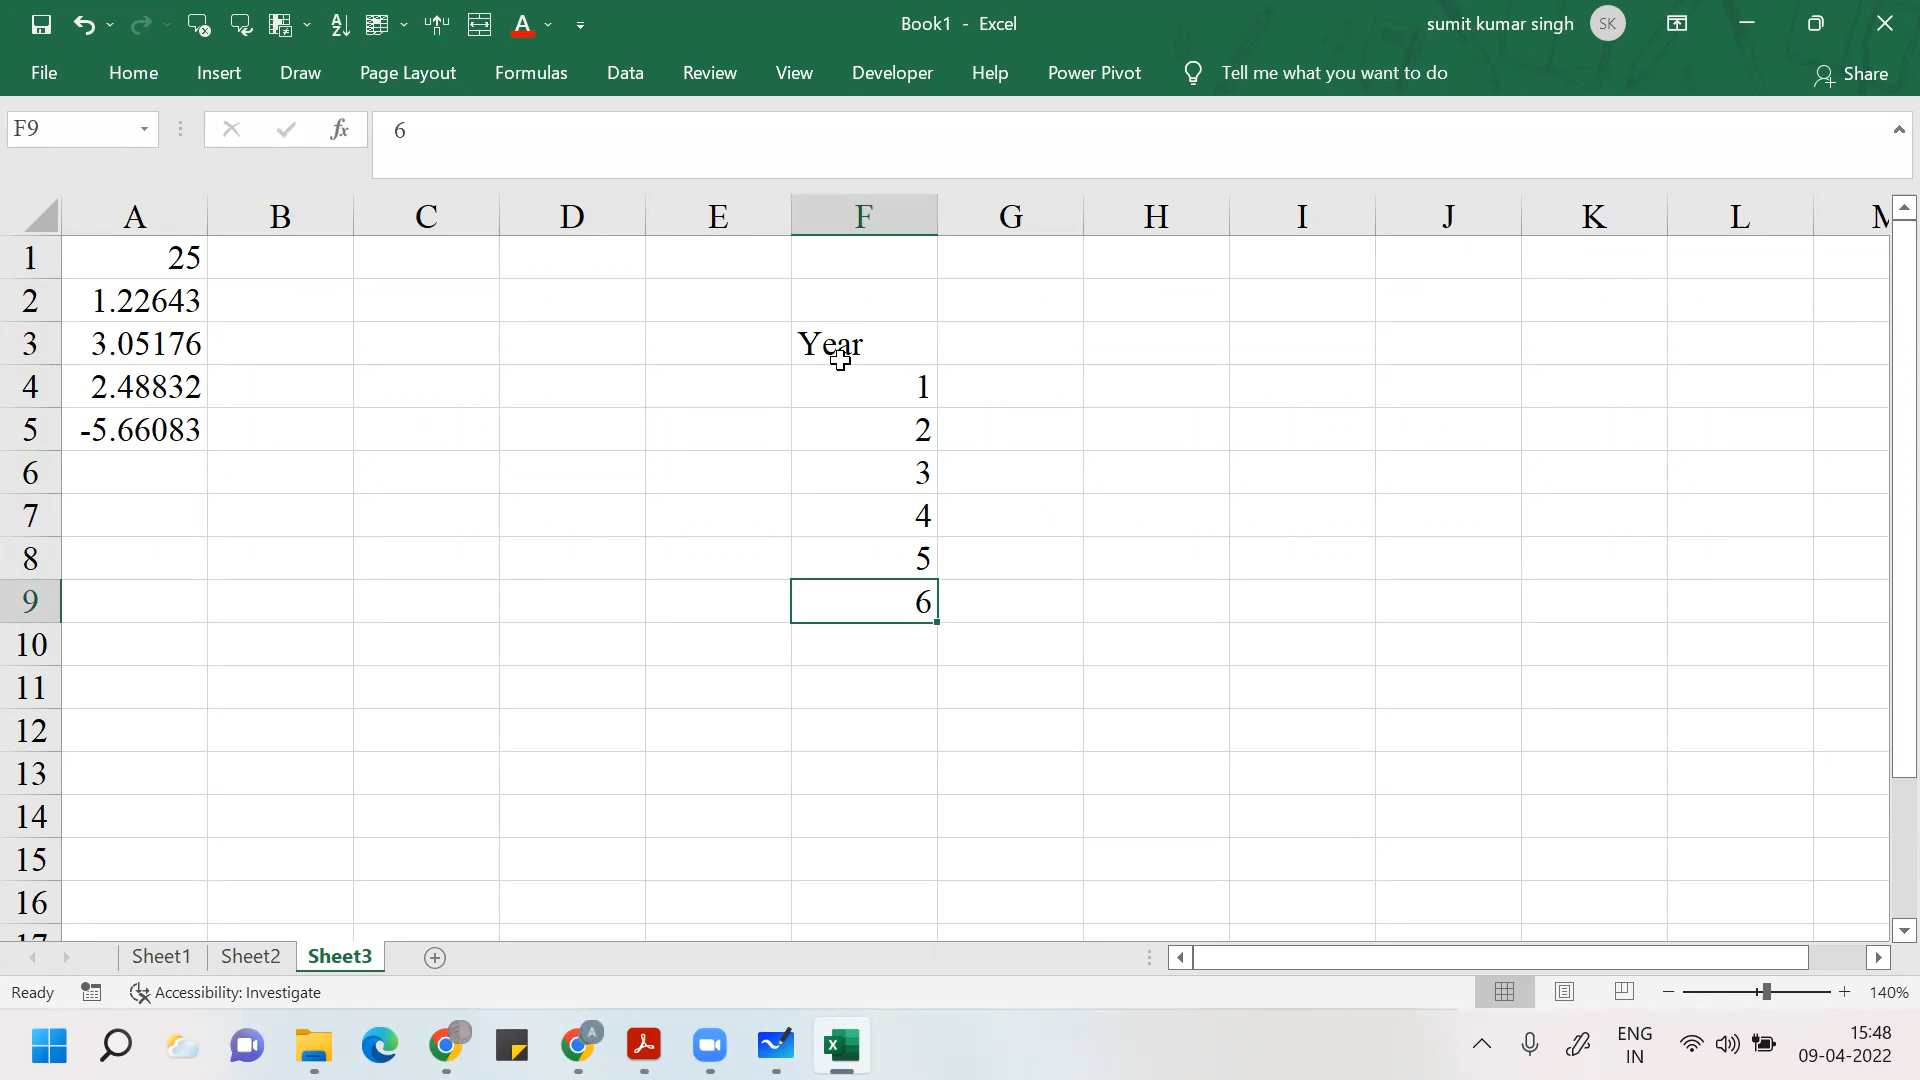 Book1 - Excel
sumit kumar singh SK
File Home Insert Draw Page Layout Formulas Data Review View Developer Help Power Pivot Tell me what you want to do Share
F9 fx 6
A B C D E F G H I J K L M
1 25
2 1.22643
3 3.05176 Year
4 2.48832 1
5 -5.66083 2
6 3
7 4
8 5
9 6
10
11
12
13
14
15
16
17
Sheet1 Sheet2 Sheet3
Ready Accessibility: Investigate 140%
ENG 15:48
IN 09-04-2022